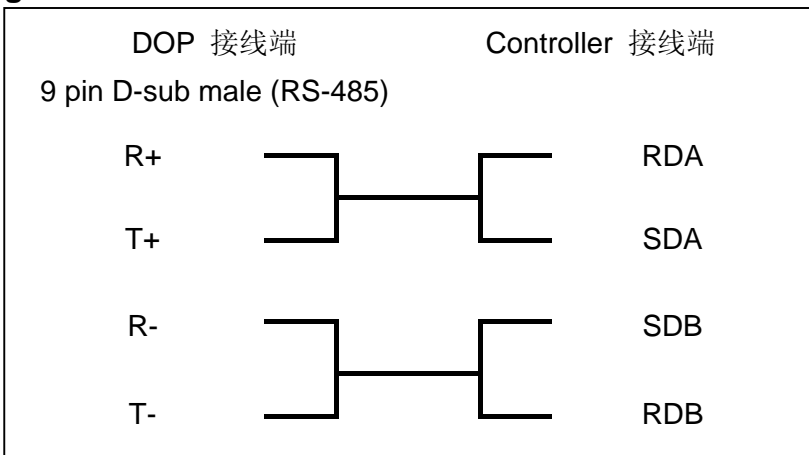 DOP 接线端 Controller 接线端
9 pin D-sub male (RS-485)
R+ RDA
T+ SDA
R- SDB
T- RDB